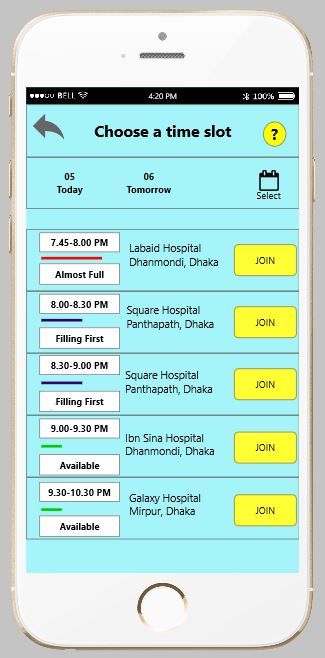 BELL 4:20 PM 100%
Choose a time slot ?
05 06
Today Tomorrow
Select
7.45-8.00 PM
Labaid Hospital
Dhanmondi, Dhaka
JOIN
Almost Full
8.00-8.30 PM
Square Hospital
Panthapath, Dhaka
JOIN
Filling First
8.30-9.00 PM
Square Hospital
Panthapath, Dhaka
JOIN
Filling First
9.00-9.30 PM
Ibn Sina Hospital
Dhanmondi, Dhaka
JOIN
Available
9.30-10.30 PM
Galaxy Hospital
Mirpur, Dhaka
JOIN
Available